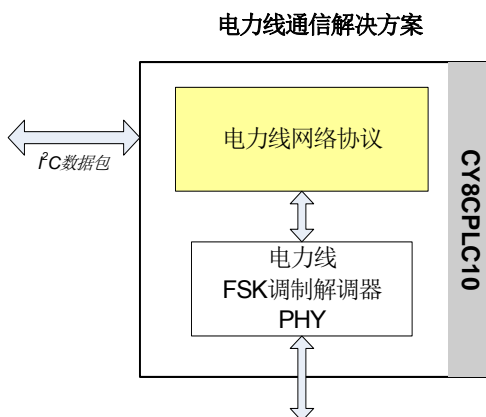 电力线通信解决方案
电力线网络协议
I²C数据包
CY8CPLC10
电力线
FSK调制解调器
PHY